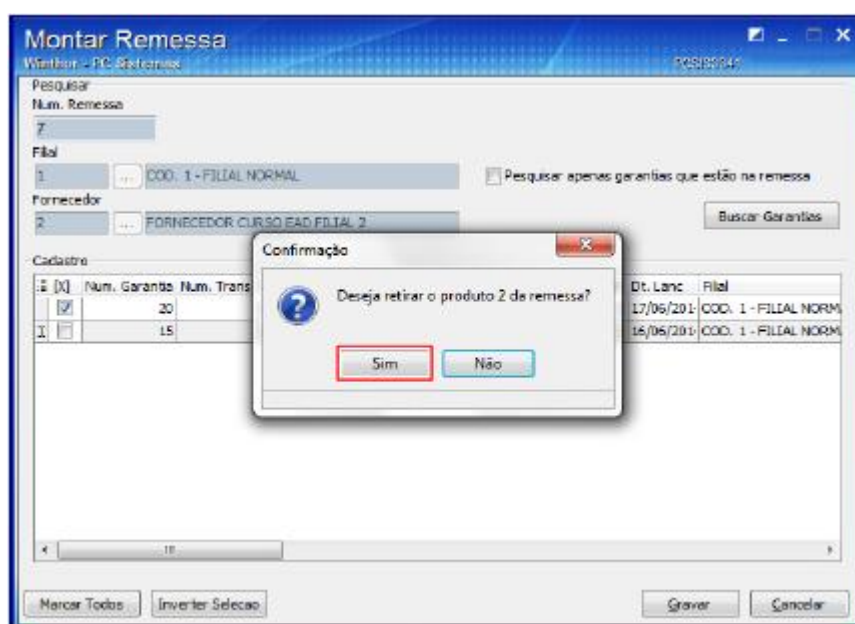 Montar Remessa
Winthor - PC Sistemas
Pesquisar
Num. Remessa
7
Filial
1 ... COD. 1 - FILIAL NORMAL
Pesquisar apenas garantias que estão na remessa
Fornecedor
2 ... FORNECEDOR CURSO EAD FILIAL 2
Buscar Garantias
Confirmação
Deseja retirar o produto 2 da remessa?
Sim Não
Cadastro
[X] Num. Garantia Num. Trans Dt. Lanc Filial
20 17/06/201 COD. 1 - FILIAL NORM
15 16/06/201 COD. 1 - FILIAL NORM
Marcar Todos Inverter Selecao Gravar Cancelar